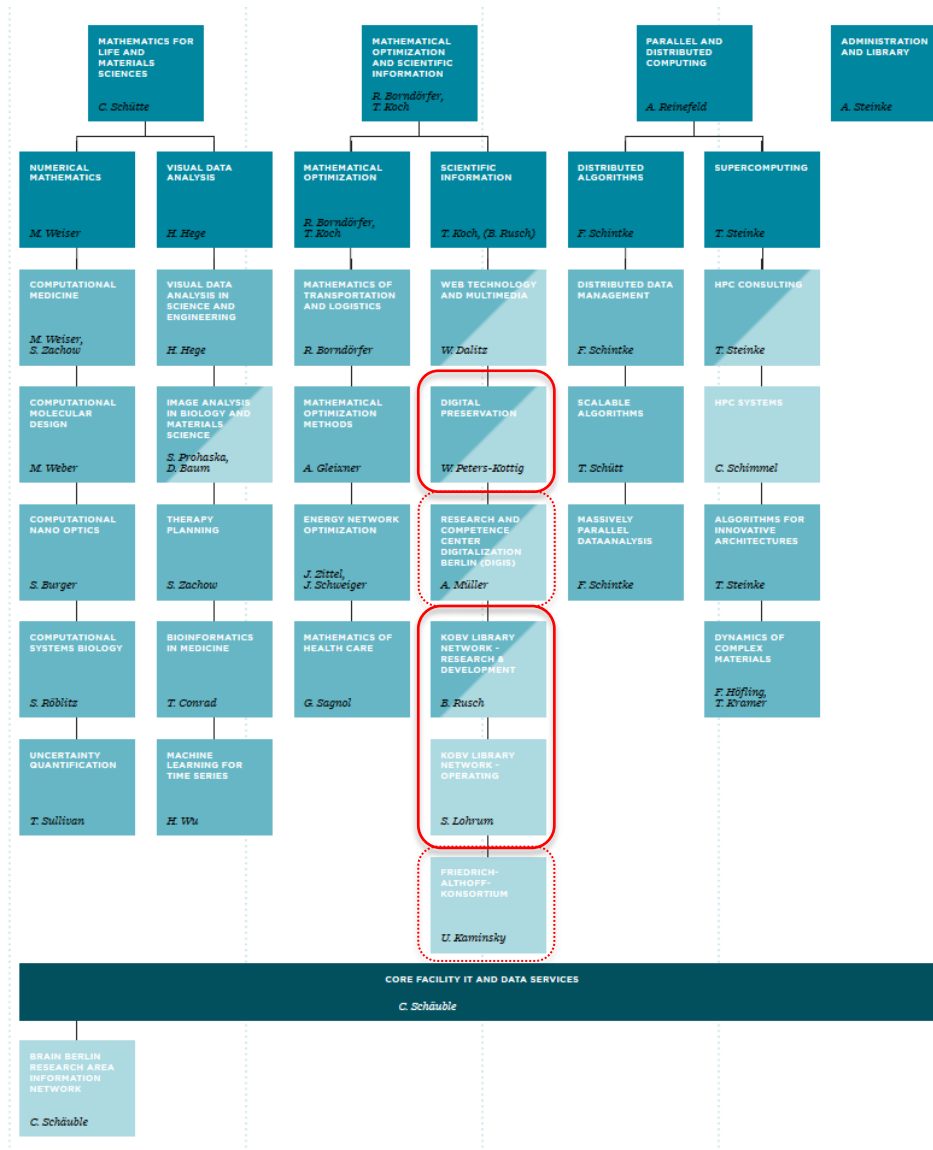 MATHEMATICS FOR
LIFE AND
MATERIALS
SCIENCES
C. Schütte
MATHEMATICAL
OPTIMIZATION
AND SCIENTIFIC
INFORMATION
R. Borndörfer,
T. Koch
PARALLEL AND
DISTRIBUTED
COMPUTING
A. Reinefeld
ADMINISTRATION
AND LIBRARY
A. Steinke
NUMERICAL
MATHEMATICS
M. Weiser
VISUAL DATA
ANALYSIS
H. Hege
MATHEMATICAL
OPTIMIZATION
R. Borndörfer,
T. Koch
SCIENTIFIC
INFORMATION
T. Koch, (B. Rusch)
DISTRIBUTED
ALGORITHMS
F. Schintke
SUPERCOMPUTING
T. Steinke
COMPUTATIONAL
MEDICINE
M. Weiser,
S. Zachow
VISUAL DATA
ANALYSIS IN
SCIENCE AND
ENGINEERING
H. Hege
MATHEMATICS OF
TRANSPORTATION
AND LOGISTICS
R. Borndörfer
WEB TECHNOLOGY
AND MULTIMEDIA
W. Dalitz
DISTRIBUTED DATA
MANAGEMENT
F. Schintke
HPC CONSULTING
T. Steinke
COMPUTATIONAL
MOLECULAR
DESIGN
M. Weber
IMAGE ANALYSIS
IN BIOLOGY AND
MATERIALS
SCIENCE
S. Prohaska,
D. Baum
MATHEMATICAL
OPTIMIZATION
METHODS
A. Gleixner
DIGITAL
PRESERVATION
W. Peters-Kottig
SCALABLE
ALGORITHMS
T. Schütt
HPC SYSTEMS
C. Schimmel
COMPUTATIONAL
NANO OPTICS
S. Burger
THERAPY
PLANNING
S. Zachow
ENERGY NETWORK
OPTIMIZATION
J. Zittel,
J. Schweiger
RESEARCH AND
COMPETENCE
CENTER
DIGITALIZATION
BERLIN (DIGIS)
A. Müller
MASSIVELY
PARALLEL
DATAANALYSIS
F. Schintke
ALGORITHMS FOR
INNOVATIVE
ARCHITECTURES
T. Steinke
COMPUTATIONAL
SYSTEMS BIOLOGY
S. Röblitz
BIOINFORMATICS
IN MEDICINE
T. Conrad
MATHEMATICS OF
HEALTH CARE
G. Sagnol
KOBV LIBRARY
NETWORK -
RESEARCH &
DEVELOPMENT
B. Rusch
DYNAMICS OF
COMPLEX
MATERIALS
F. Höfling,
T. Kramer
UNCERTAINTY
QUANTIFICATION
T. Sullivan
MACHINE
LEARNING FOR
TIME SERIES
H. Wu
KOBV LIBRARY
NETWORK -
OPERATING
S. Lohrum
FRIEDRICH-
ALTHOFF-
KONSORTIUM
U. Kaminsky
CORE FACILITY IT AND DATA SERVICES
C. Schäuble
BRAIN BERLIN
RESEARCH AREA
INFORMATION
NETWORK
C. Schäuble